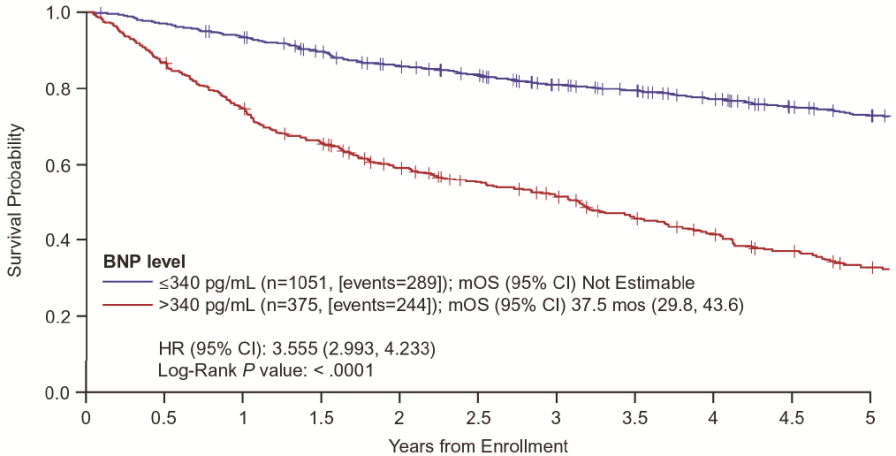 1.0
0.8
0.6
0.4
0.2
0.0
Survival Probability
BNP level
≤340 pg/mL (n=1051, [events=289]); mOS (95% CI) Not Estimable
>340 pg/mL (n=375, [events=244]); mOS (95% CI) 37.5 mos (29.8, 43.6)
HR (95% CI): 3.555 (2.993, 4.233)
Log-Rank P value: < .0001
0 0.5 1 1.5 2 2.5 3 3.5 4 4.5 5
Years from Enrollment